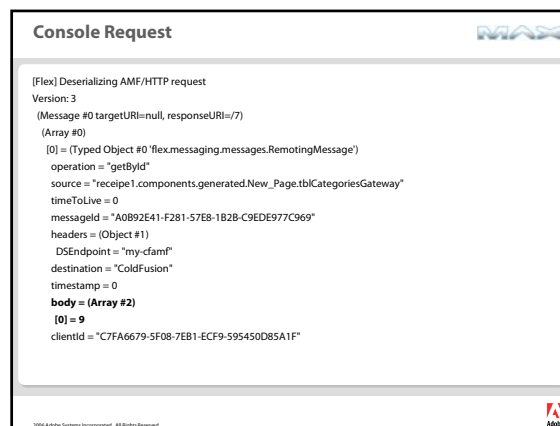 Console Request
MAX
[Flex] Deserializing AMF/HTTP request
Version: 3
(Message #0 targetURI=null, responseURI=/7)
(Array #0)
[0] = (Typed Object #0 'flex.messaging.messages.RemotingMessage')
operation = "getById"
source = "receipe1.components.generated.New_Page.tblCategoriesGateway"
timeToLive = 0
messageId = "A0B92E41-F281-57E8-1B2B-C9EDE977C969"
headers = (Object #1)
DSEndpoint = "my-cfamf"
destination = "ColdFusion"
timestamp = 0
body = (Array #2)
[0] = 9
clientId = "C7FA6679-5F08-7EB1-ECF9-595450D85A1F"
2006 Adobe Systems Incorporated. All Rights Reserved.